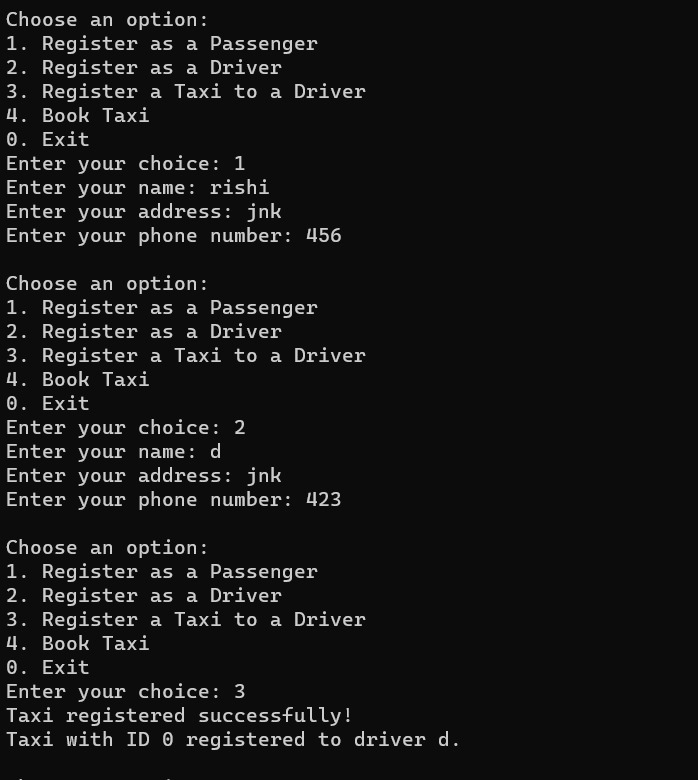 Choose an option:
1. Register as a Passenger
2. Register as a Driver
3. Register a Taxi to a Driver
4. Book Taxi
0. Exit
Enter your choice: 1
Enter your name: rishi
Enter your address: jnk
Enter your phone number: 456

Choose an option:
1. Register as a Passenger
2. Register as a Driver
3. Register a Taxi to a Driver
4. Book Taxi
0. Exit
Enter your choice: 2
Enter your name: d
Enter your address: jnk
Enter your phone number: 423

Choose an option:
1. Register as a Passenger
2. Register as a Driver
3. Register a Taxi to a Driver
4. Book Taxi
0. Exit
Enter your choice: 3
Taxi registered successfully!
Taxi with ID 0 registered to driver d.